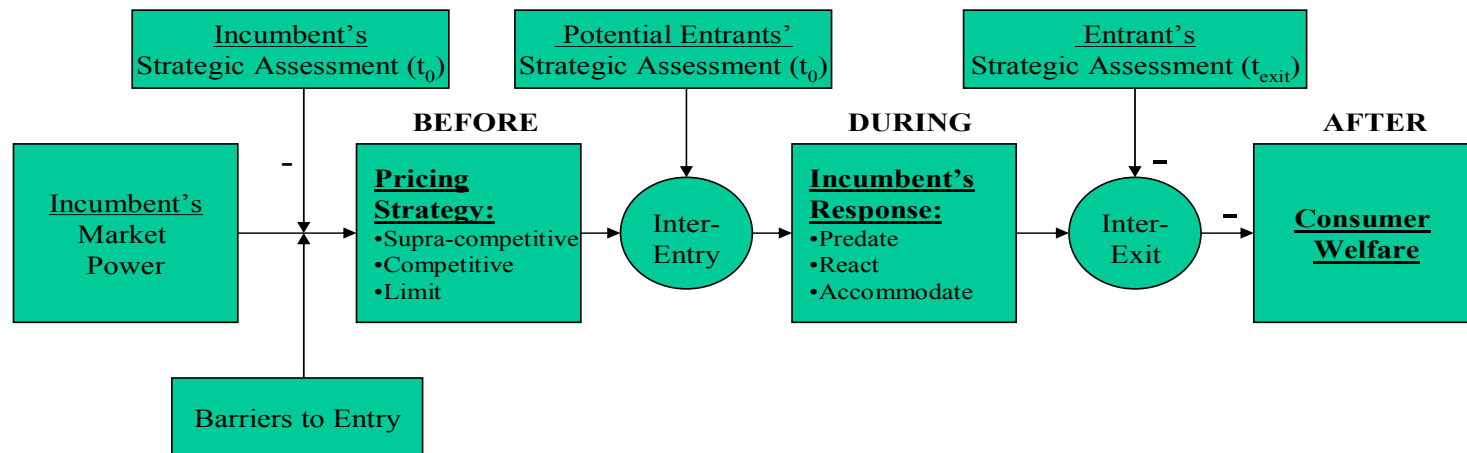 Incumbent’s
Strategic Assessment (t0)
Potential Entrants’
Strategic Assessment (t0)
Entrant’s
Strategic Assessment (texit)
BEFORE
DURING
AFTER
-
-
-
Incumbent’s
Market
Power
Pricing
Strategy:
•Supra-competitive
•Competitive
•Limit
Inter-
Entry
Incumbent’s
Response:
•Predate
•React
•Accommodate
Inter-
Exit
Consumer
Welfare
Barriers to Entry